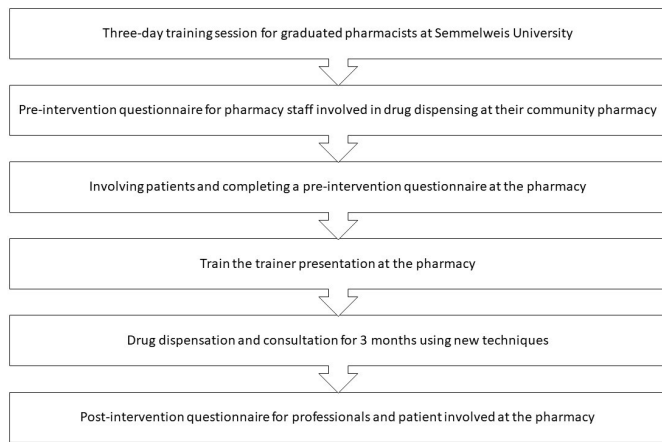 Three-day training session for graduated pharmacists at Semmelweis University
Pre-intervention questionnaire for pharmacy staff involved in drug dispensing at their community pharmacy
Involving patients and completing a pre-intervention questionnaire at the pharmacy
Train the trainer presentation at the pharmacy
Drug dispensation and consultation for 3 months using new techniques
Post-intervention questionnaire for professionals and patient involved at the pharmacy